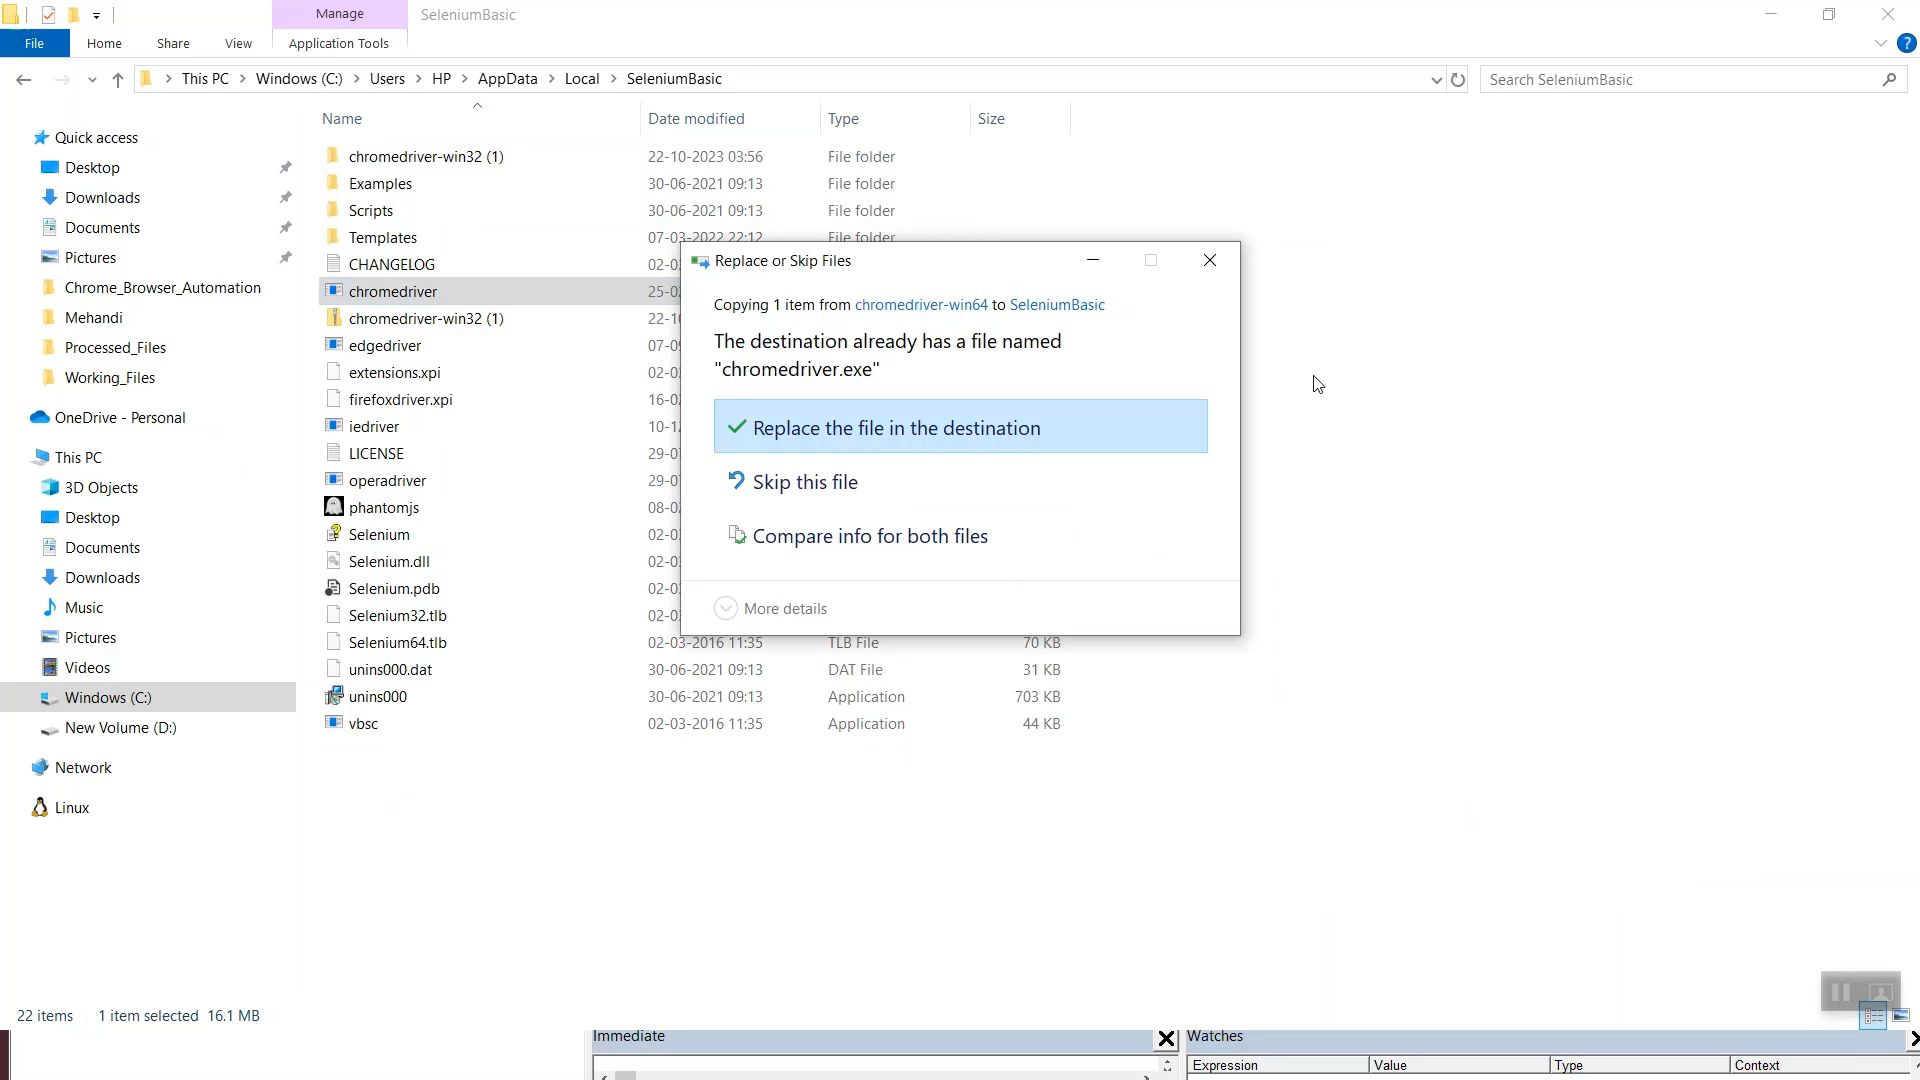 Manage
SeleniumBasic
File
Home
Share
View
Application Tools
?
This PC
Windows (C:)
Users
HP
AppData
Local
SeleniumBasic
Search SeleniumBasic
Name
Date modified
Type
Size
Quick access
Desktop
Downloads
Documents
Pictures
Chrome_Browser_Automation
Mehandi
Processed_Files
Working_Files
OneDrive - Personal
This PC
3D Objects
Desktop
Documents
Downloads
Music
Pictures
Videos
Windows (C:)
New Volume (D:)
Network
Linux
chromedriver-win32 (1) 22-10-2023 03:56 File folder
Examples 30-06-2021 09:13 File folder
Scripts 30-06-2021 09:13 File folder
Templates 07-03-2022 22:12 File folder
CHANGELOG 02-0
chromedriver 25-0
chromedriver-win32 (1) 22-10
edgedriver 07-0
extensions.xpi 02-0
firefoxdriver.xpi 16-0
iedriver 10-1
LICENSE 29-0
operadriver 29-0
phantomjs 08-0
Selenium 02-0
Selenium.dll 02-0
Selenium.pdb 02-0
Selenium32.tlb 02-0
Selenium64.tlb 02-03-2016 11:35 TLB File 70 KB
unins000.dat 30-06-2021 09:13 DAT File 31 KB
unins000 30-06-2021 09:13 Application 703 KB
vbsc 02-03-2016 11:35 Application 44 KB
Replace or Skip Files
Copying 1 item from chromedriver-win64 to SeleniumBasic
The destination already has a file named
"chromedriver.exe"
Replace the file in the destination
Skip this file
Compare info for both files
More details
22 items 1 item selected 16.1 MB
Immediate
Watches
Expression Value Type Context